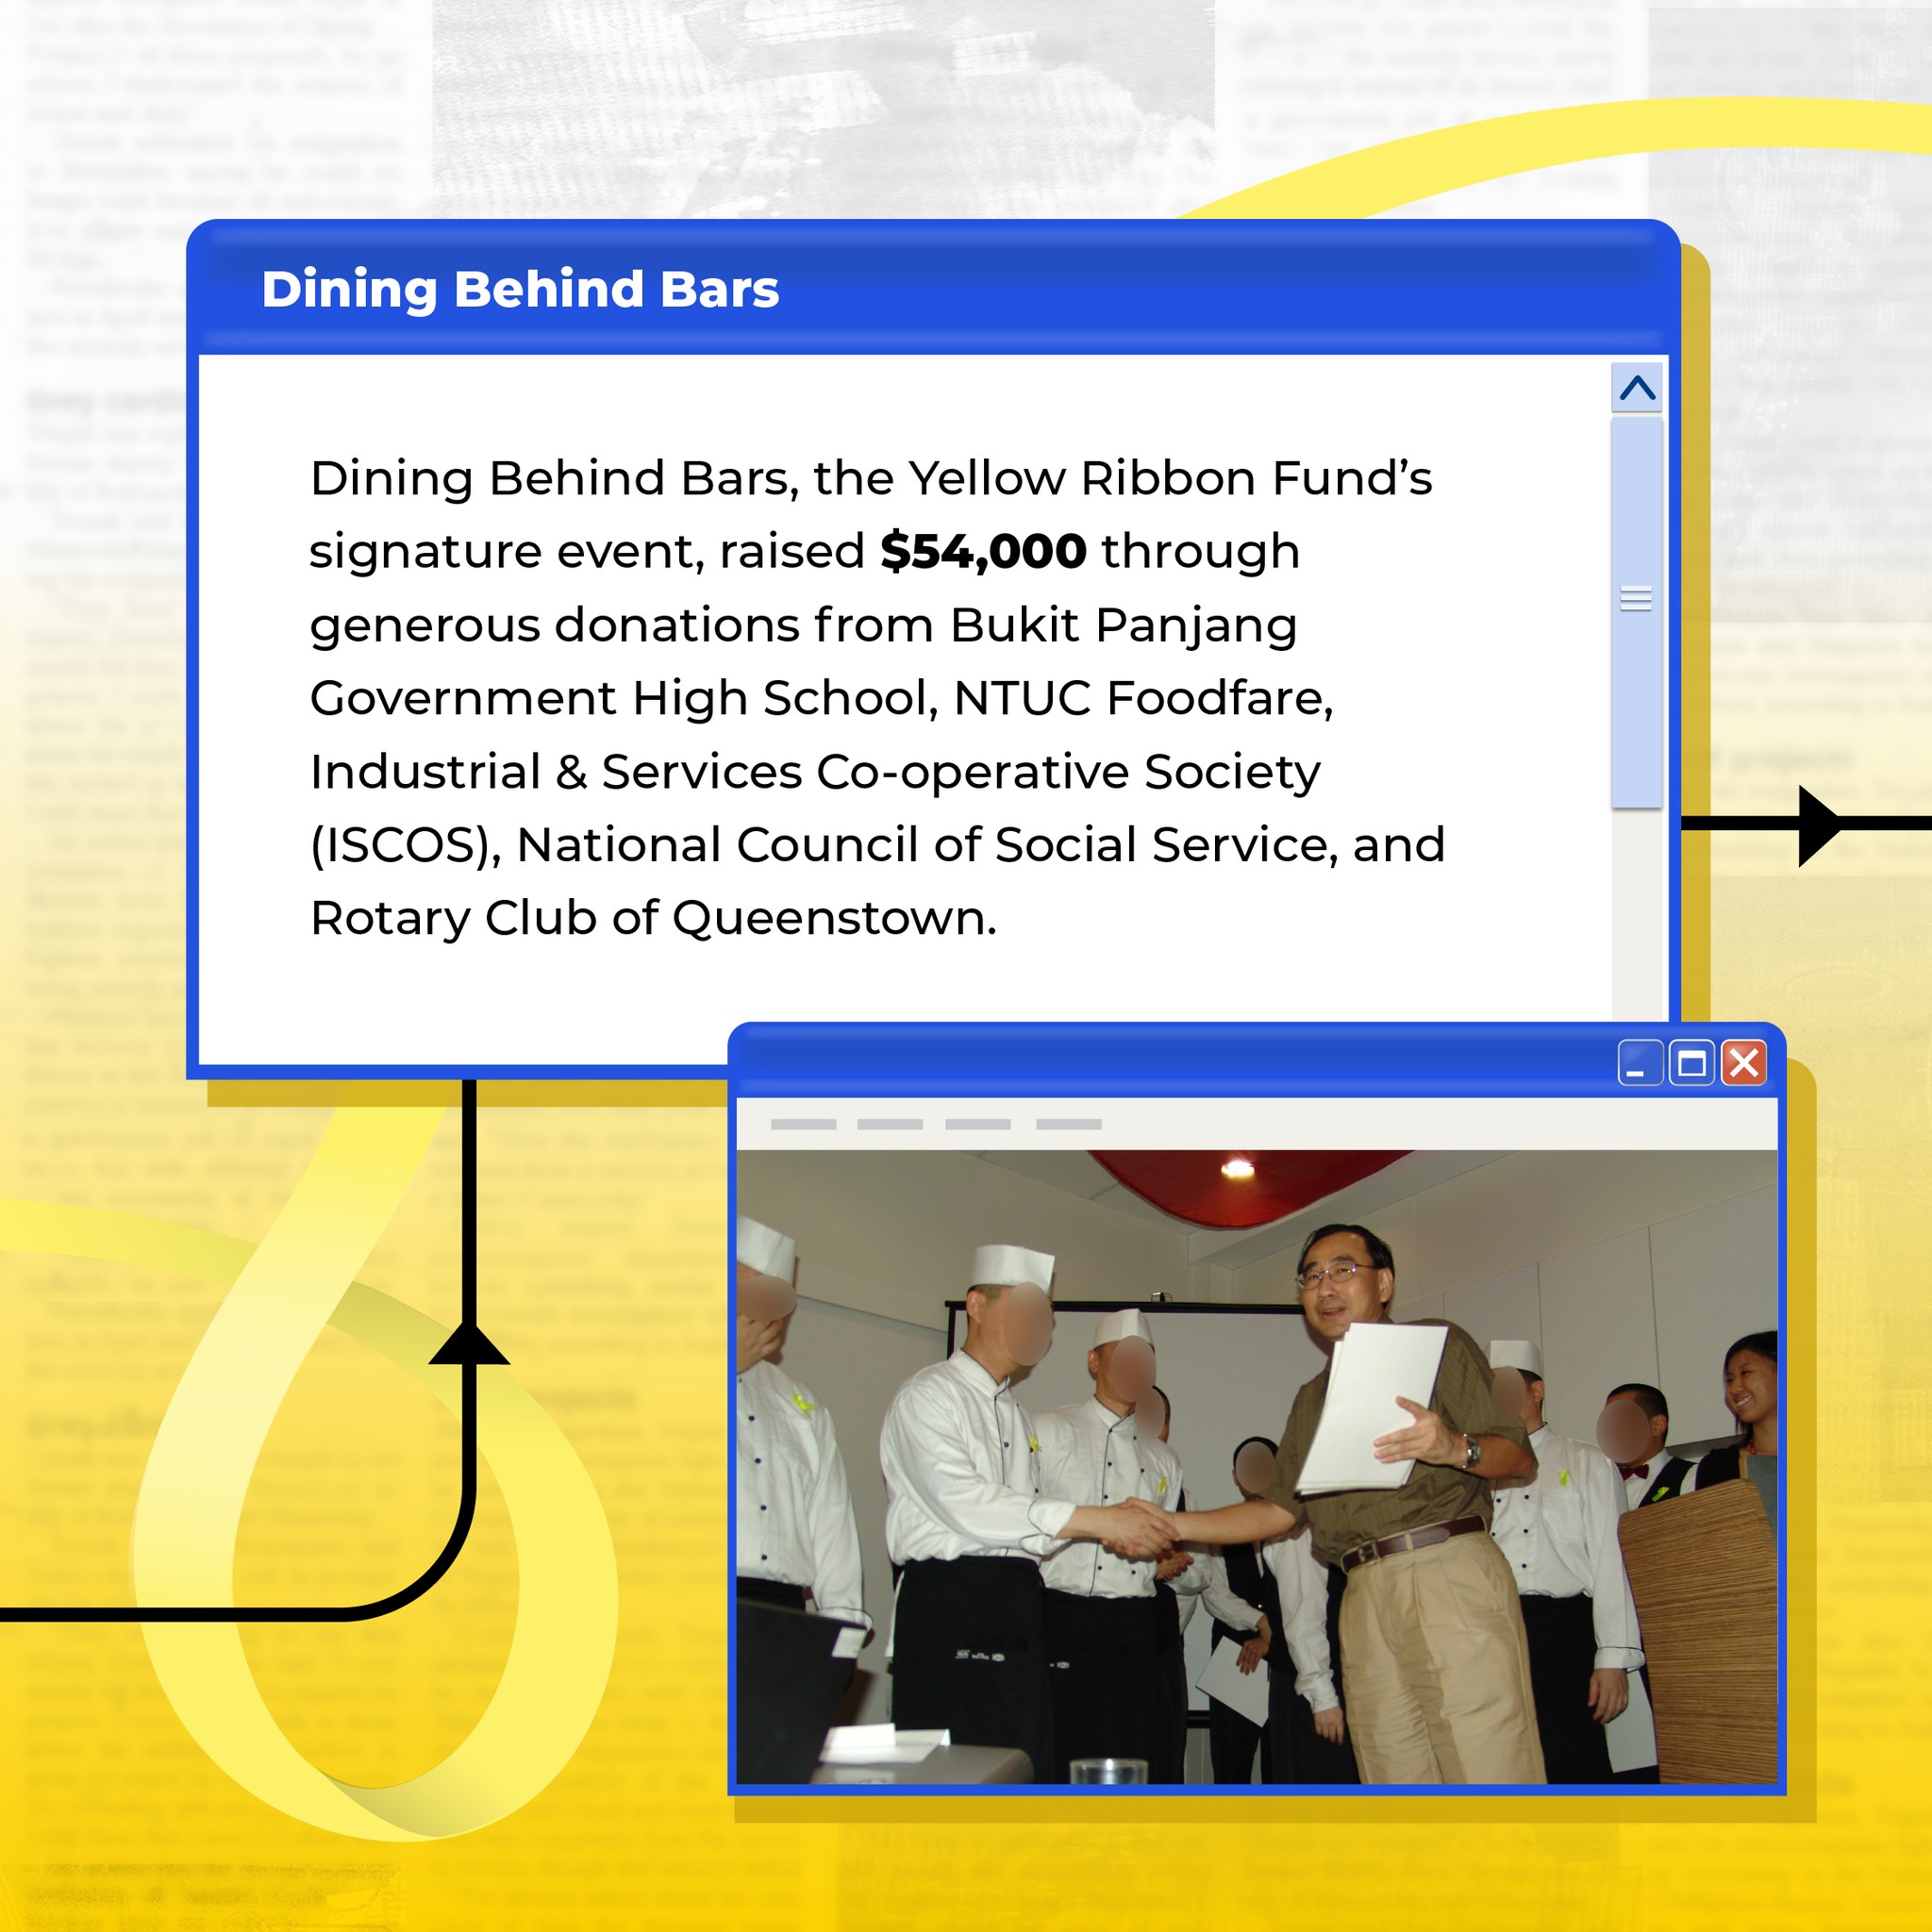 Dining Behind Bars
Dining Behind Bars, the Yellow Ribbon Fund’s
signature event, raised $54,000 through
generous donations from Bukit Panjang
Government High School, NTUC Foodfare,
Industrial & Services Co-operative Society
(ISCOS), National Council of Social Service, and
Rotary Club of Queenstown.